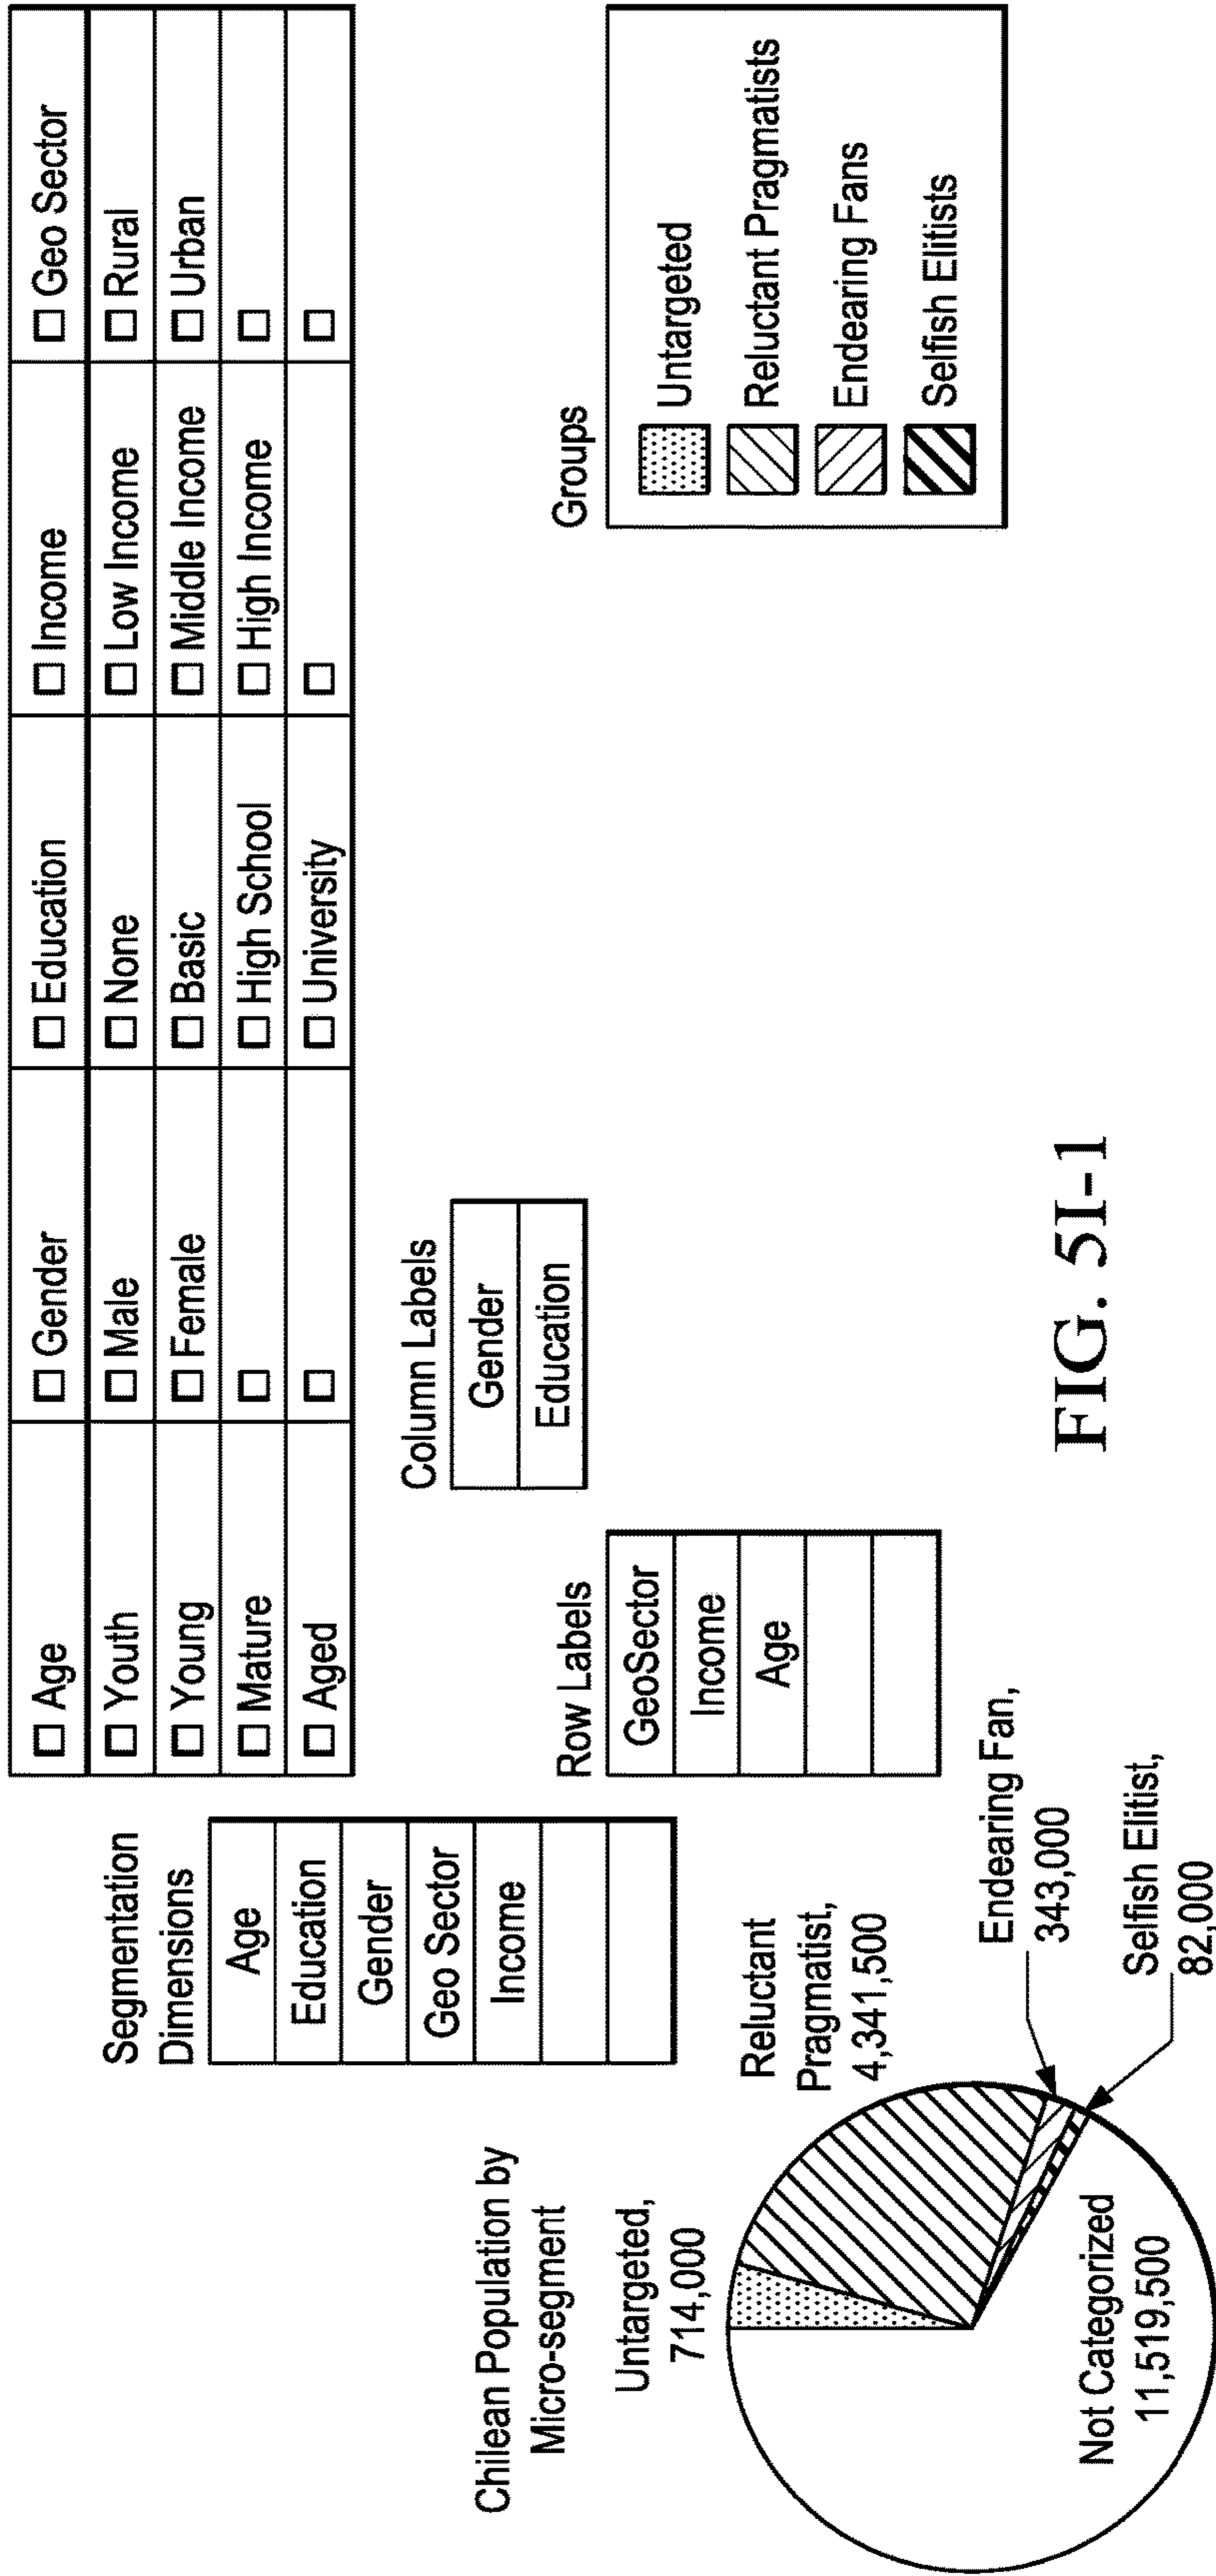 Segmentation
Dimensions
Age
Education
Gender
Geo Sector
Income
☐ Age ☐ Gender ☐ Education ☐ Income ☐ Geo Sector
☐ Youth ☐ Male ☐ None ☐ Low Income ☐ Rural
☐ Young ☐ Female ☐ Basic ☐ Middle Income ☐ Urban
☐ Mature ☐ ☐ High School ☐ High Income ☐
☐ Aged ☐ ☐ University ☐ ☐
Column Labels
Gender
Education
Row Labels
GeoSector
Income
Age
Groups
Untargeted
Reluctant Pragmatists
Endearing Fans
Selfish Elitists
Chilean Population by
Micro-segment
Untargeted,
714,000
Reluctant
Pragmatist,
4,341,500
Endearing Fan,
343,000
Selfish Elitist,
82,000
Not Categorized
11,519,500
FIG. 5I-1